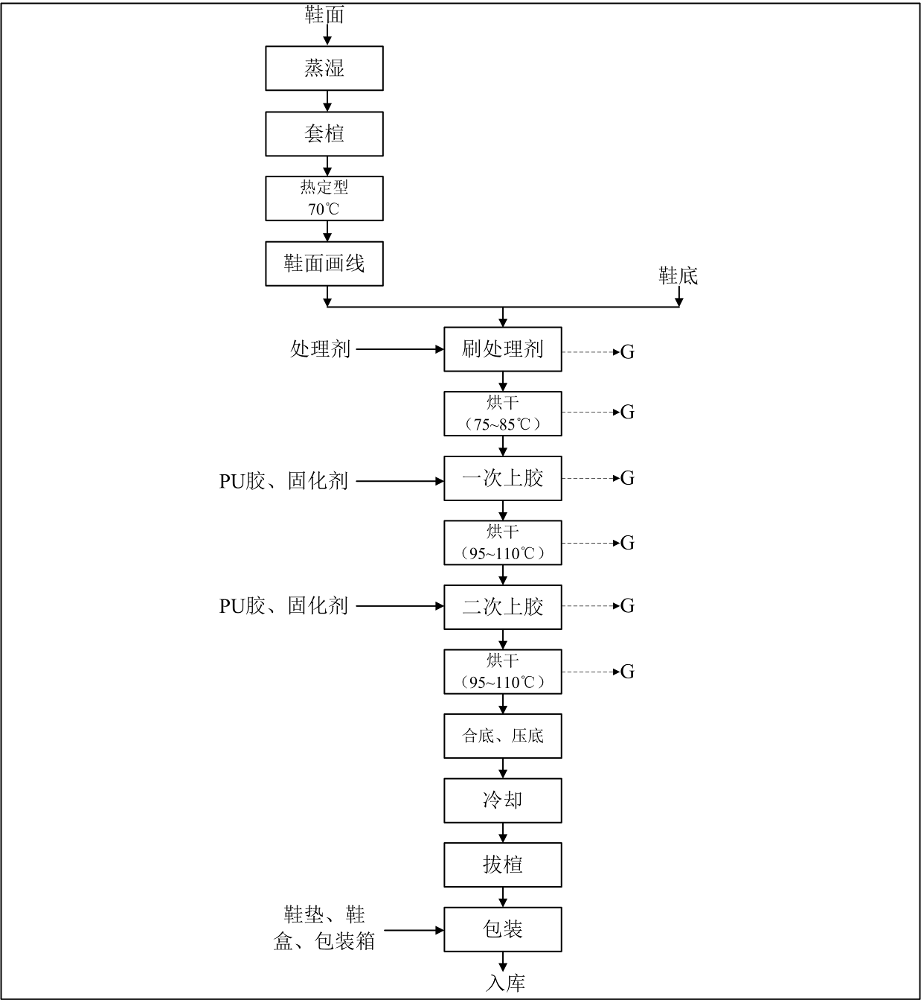 鞋面
蒸湿
套楦
热定型
70℃
鞋面画线
鞋底
处理剂
刷处理剂
G
烘干
（75~85℃）
G
PU胶、固化剂
一次上胶
G
烘干
（95~110℃）
G
PU胶、固化剂
二次上胶
G
烘干
（95~110℃）
G
合底、压底
冷却
拔楦
鞋垫、鞋
盒、包装箱
包装
入库